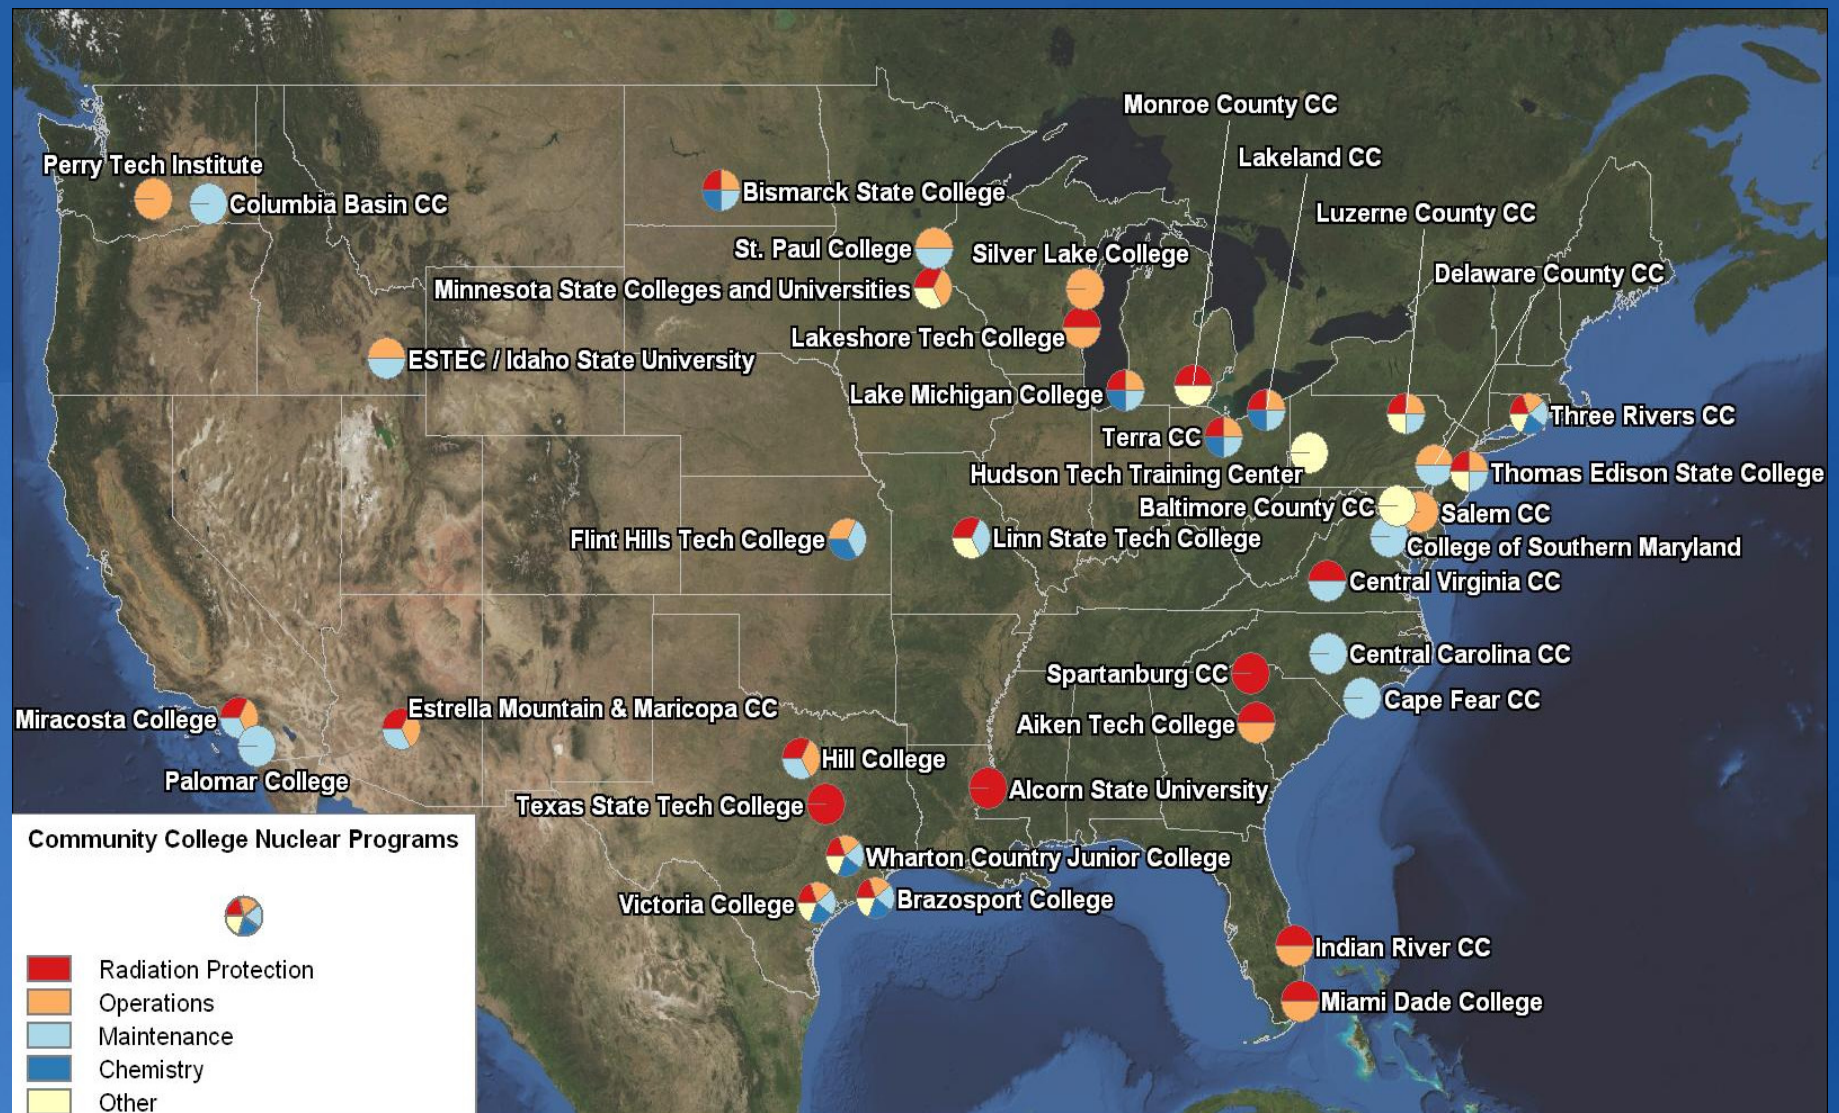 Monroe County CC
Lakeland CC
Perry Tech Institute
Columbia Basin CC
Bismarck State College
Luzerne County CC
St. Paul College
Silver Lake College
Delaware County CC
Minnesota State Colleges and Universities
Lakeshore Tech College
ESTEC / Idaho State University
Lake Michigan College
Three Rivers CC
Terra CC
Hudson Tech Training Center
Thomas Edison State College
Baltimore County CC
Salem CC
Flint Hills Tech College
Linn State Tech College
College of Southern Maryland
Central Virginia CC
Central Carolina CC
Spartanburg CC
Cape Fear CC
Miracosta College
Estrella Mountain & Maricopa CC
Aiken Tech College
Hill College
Palomar College
Alcorn State University
Texas State Tech College
Wharton Country Junior College
Victoria College
Brazosport College
Indian River CC
Miami Dade College
Community College Nuclear Programs
Radiation Protection
Operations
Maintenance
Chemistry
Other